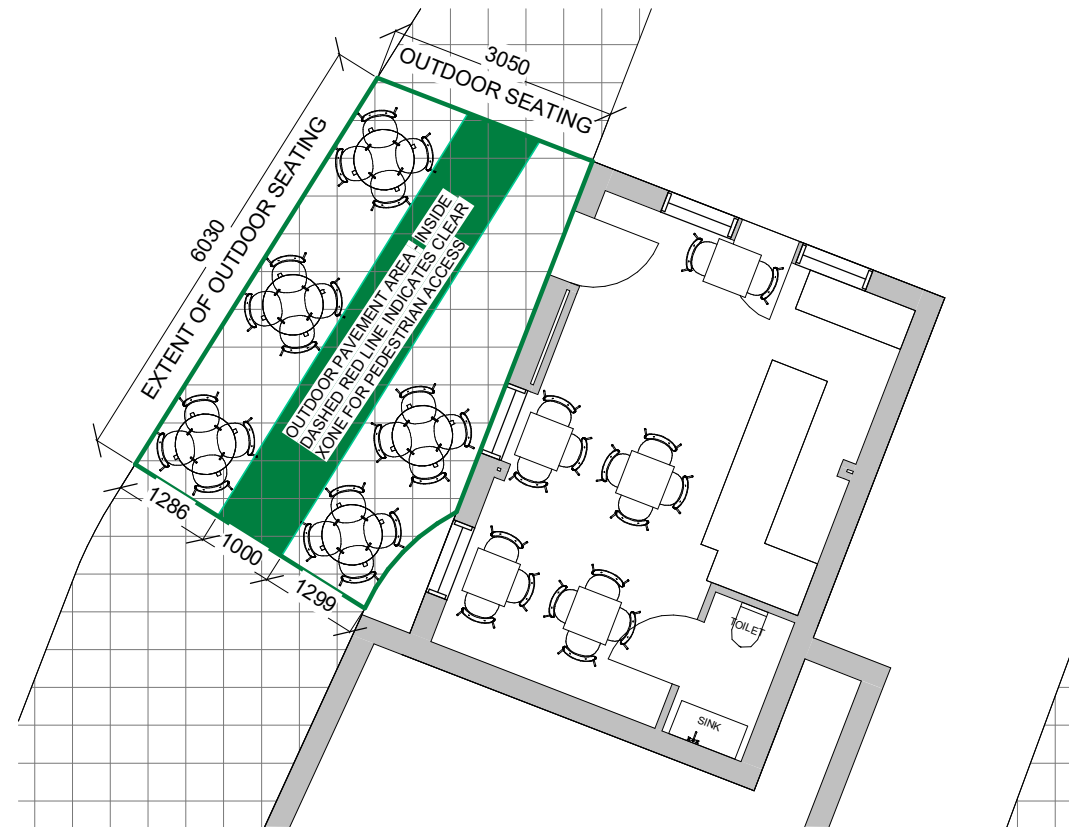 3050
OUTDOOR SEATING
6030
EXTENT OF OUTDOOR SEATING
OUTDOOR PAVEMENT AREA - INSIDE
DASHED RED LINE INDICATES CLEAR
XONE FOR PEDESTRIAN ACCESS
1286
1000
1299
TOILET
SINK